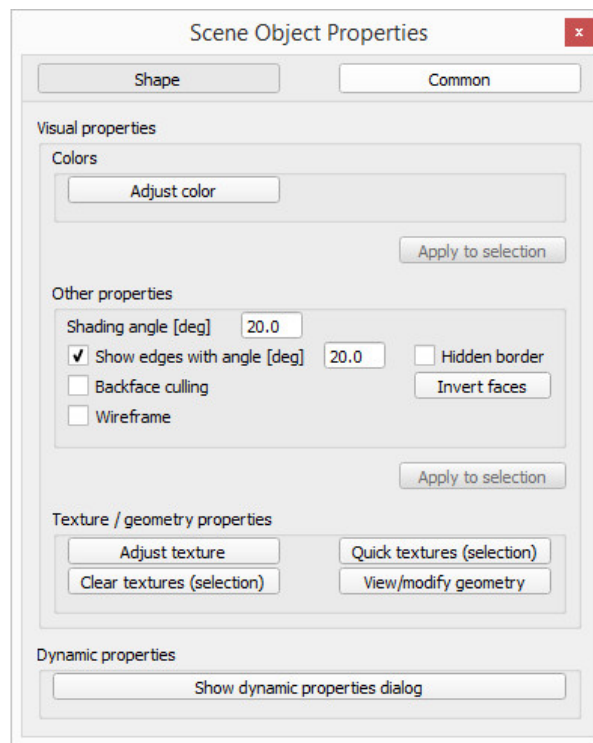 Scene Object Properties
x
Shape Common
Visual properties
Colors
Adjust color
Apply to selection
Other properties
Shading angle [deg] 20.0
Show edges with angle [deg] 20.0 Hidden border
Backface culling Invert faces
Wireframe
Apply to selection
Texture / geometry properties
Adjust texture Quick textures (selection)
Clear textures (selection) View/modify geometry
Dynamic properties
Show dynamic properties dialog